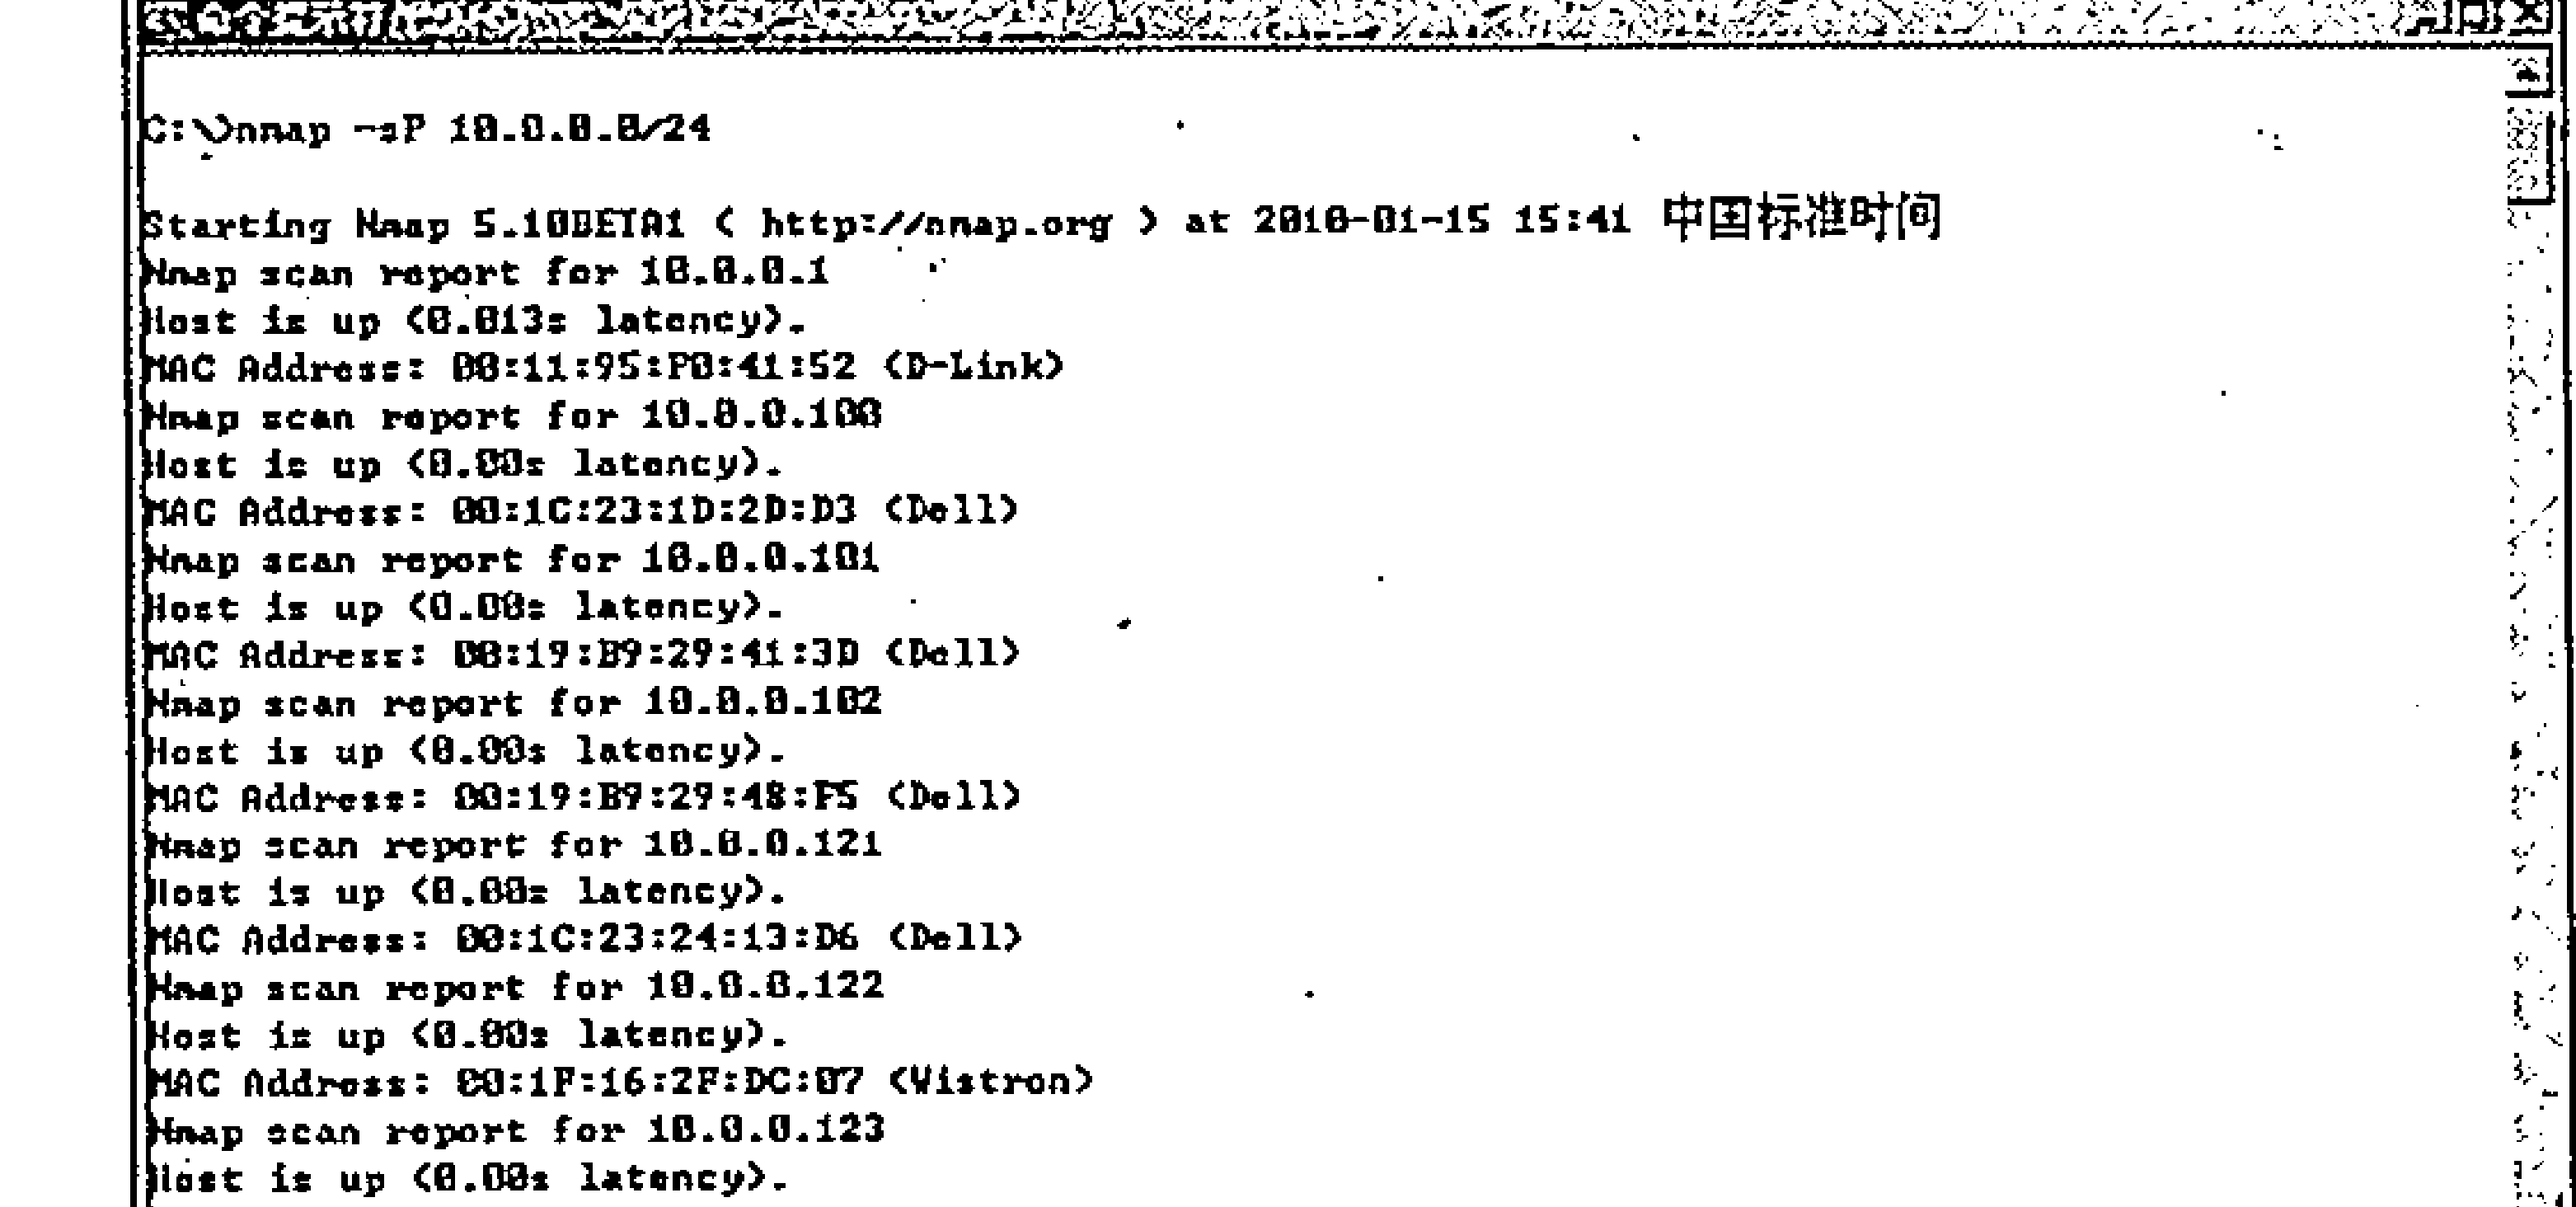 C:\>nmap -sP 10.0.0.0/24
Starting Nmap 5.10BETA1 ( http://nmap.org ) at 2010-01-15 15:41 中国标准时间
Nmap scan report for 10.0.0.1
Host is up (0.013s latency).
MAC Address: 00:11:95:F0:41:52 (D-Link)
Nmap scan report for 10.0.0.100
Host is up (0.00s latency).
MAC Address: 00:1C:23:1D:2D:D3 (Dell)
Nmap scan report for 10.0.0.101
Host is up (0.00s latency).
MAC Address: 00:19:B9:29:41:3D (Dell)
Nmap scan report for 10.0.0.102
Host is up (0.00s latency).
MAC Address: 00:19:B9:29:48:F5 (Dell)
Nmap scan report for 10.0.0.121
Host is up (0.00s latency).
MAC Address: 00:1C:23:24:13:D6 (Dell)
Nmap scan report for 10.0.0.122
Host is up (0.00s latency).
MAC Address: 00:1F:16:2F:DC:07 (Wistron)
Nmap scan report for 10.0.0.123
Host is up (0.00s latency).